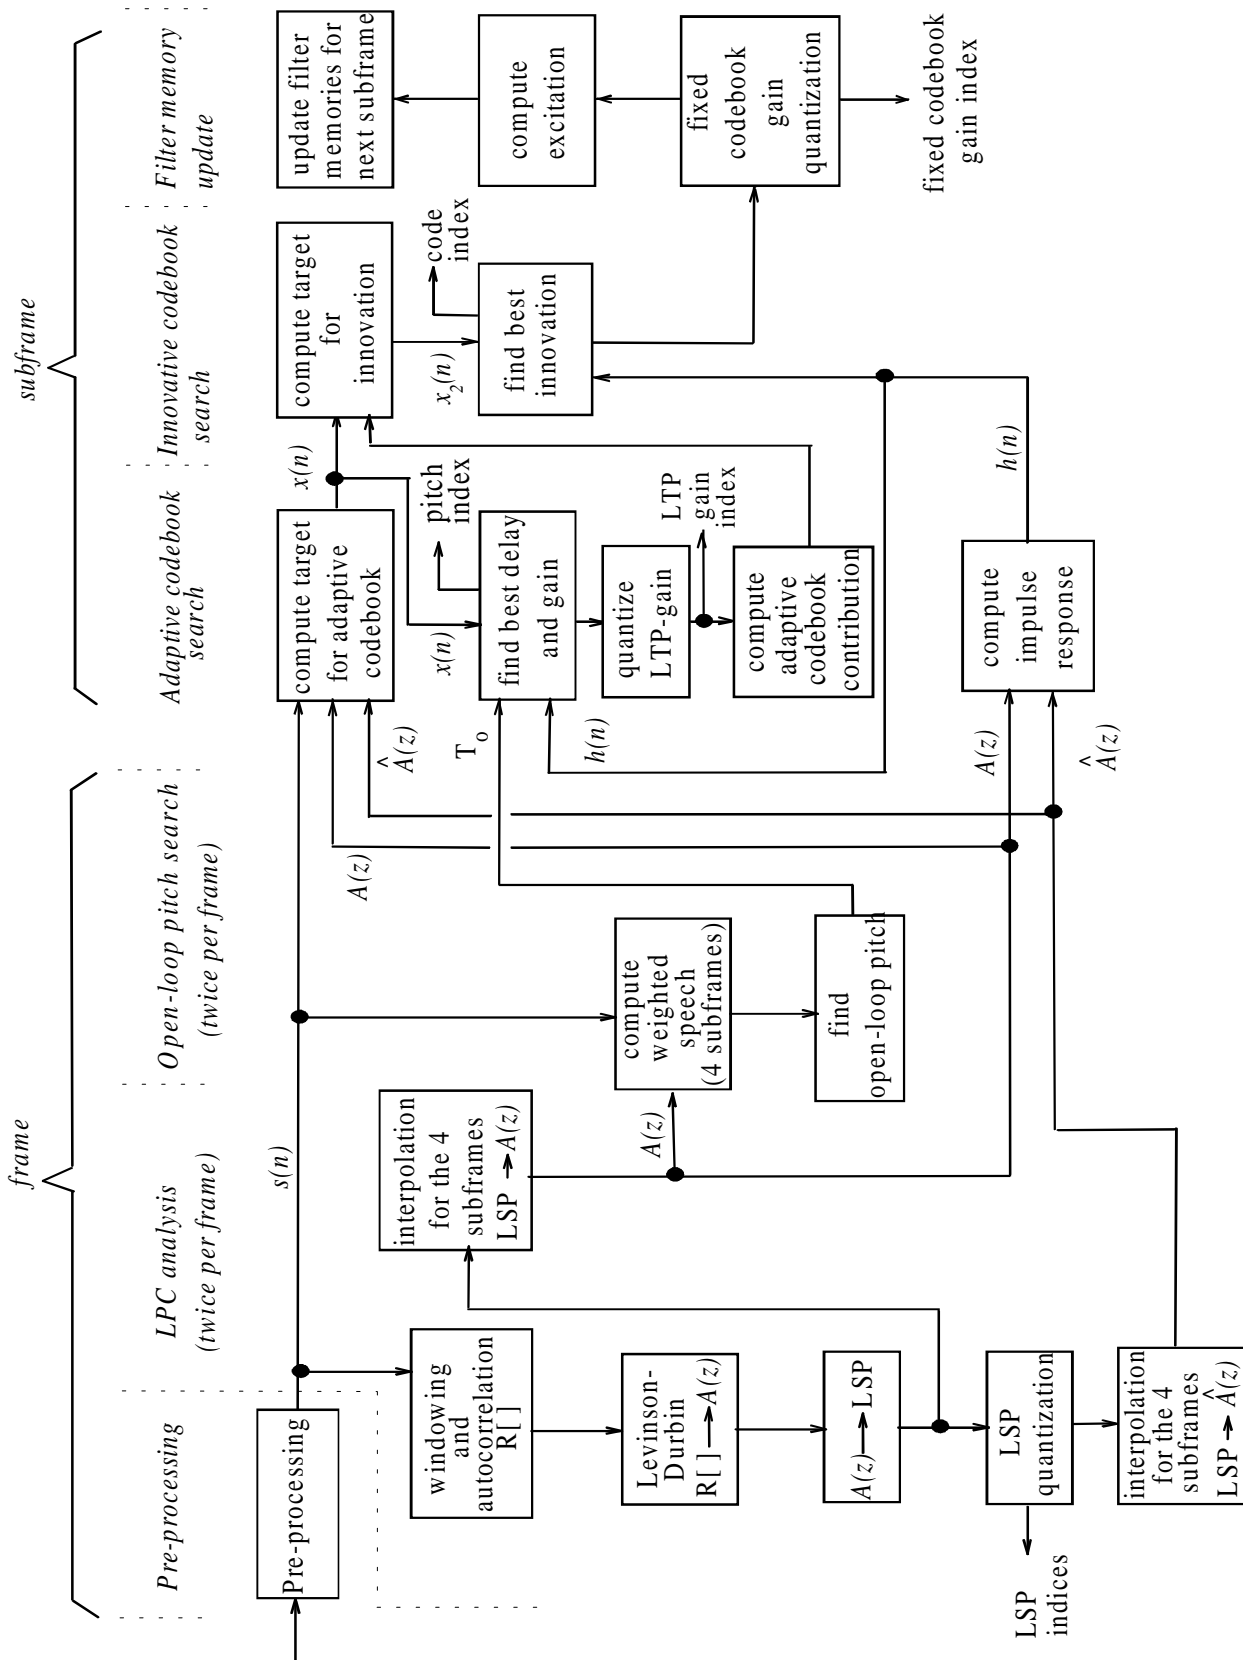 frame
subframe
Pre-processing
LPC analysis
(twice per frame)
Open-loop pitch search
(twice per frame)
Adaptive codebook
search
Innovative codebook
search
Filter memory
update
Pre-processing
s(n)
windowing
and
autocorrelation
R[ ]
Levinson-
Durbin
R[ ] → A(z)
A(z) → LSP
LSP
quantization
LSP
indices
interpolation
for the 4
subframes
LSP → Â(z)
interpolation
for the 4
subframes
LSP → A(z)
A(z)
compute
weighted
speech
(4 subframes)
find
open-loop pitch
A(z)
Â(z)
T₀
h(n)
A(z)
Â(z)
compute target
for adaptive
codebook
x(n)
x(n)
find best delay
and gain
pitch
index
quantize
LTP-gain
LTP
gain
index
compute
adaptive
codebook
contribution
compute
impulse
response
h(n)
compute target
for
innovation
x₂(n)
find best
innovation
code
index
update filter
memories for
next subframe
compute
excitation
fixed
codebook
gain
quantization
fixed codebook
gain index